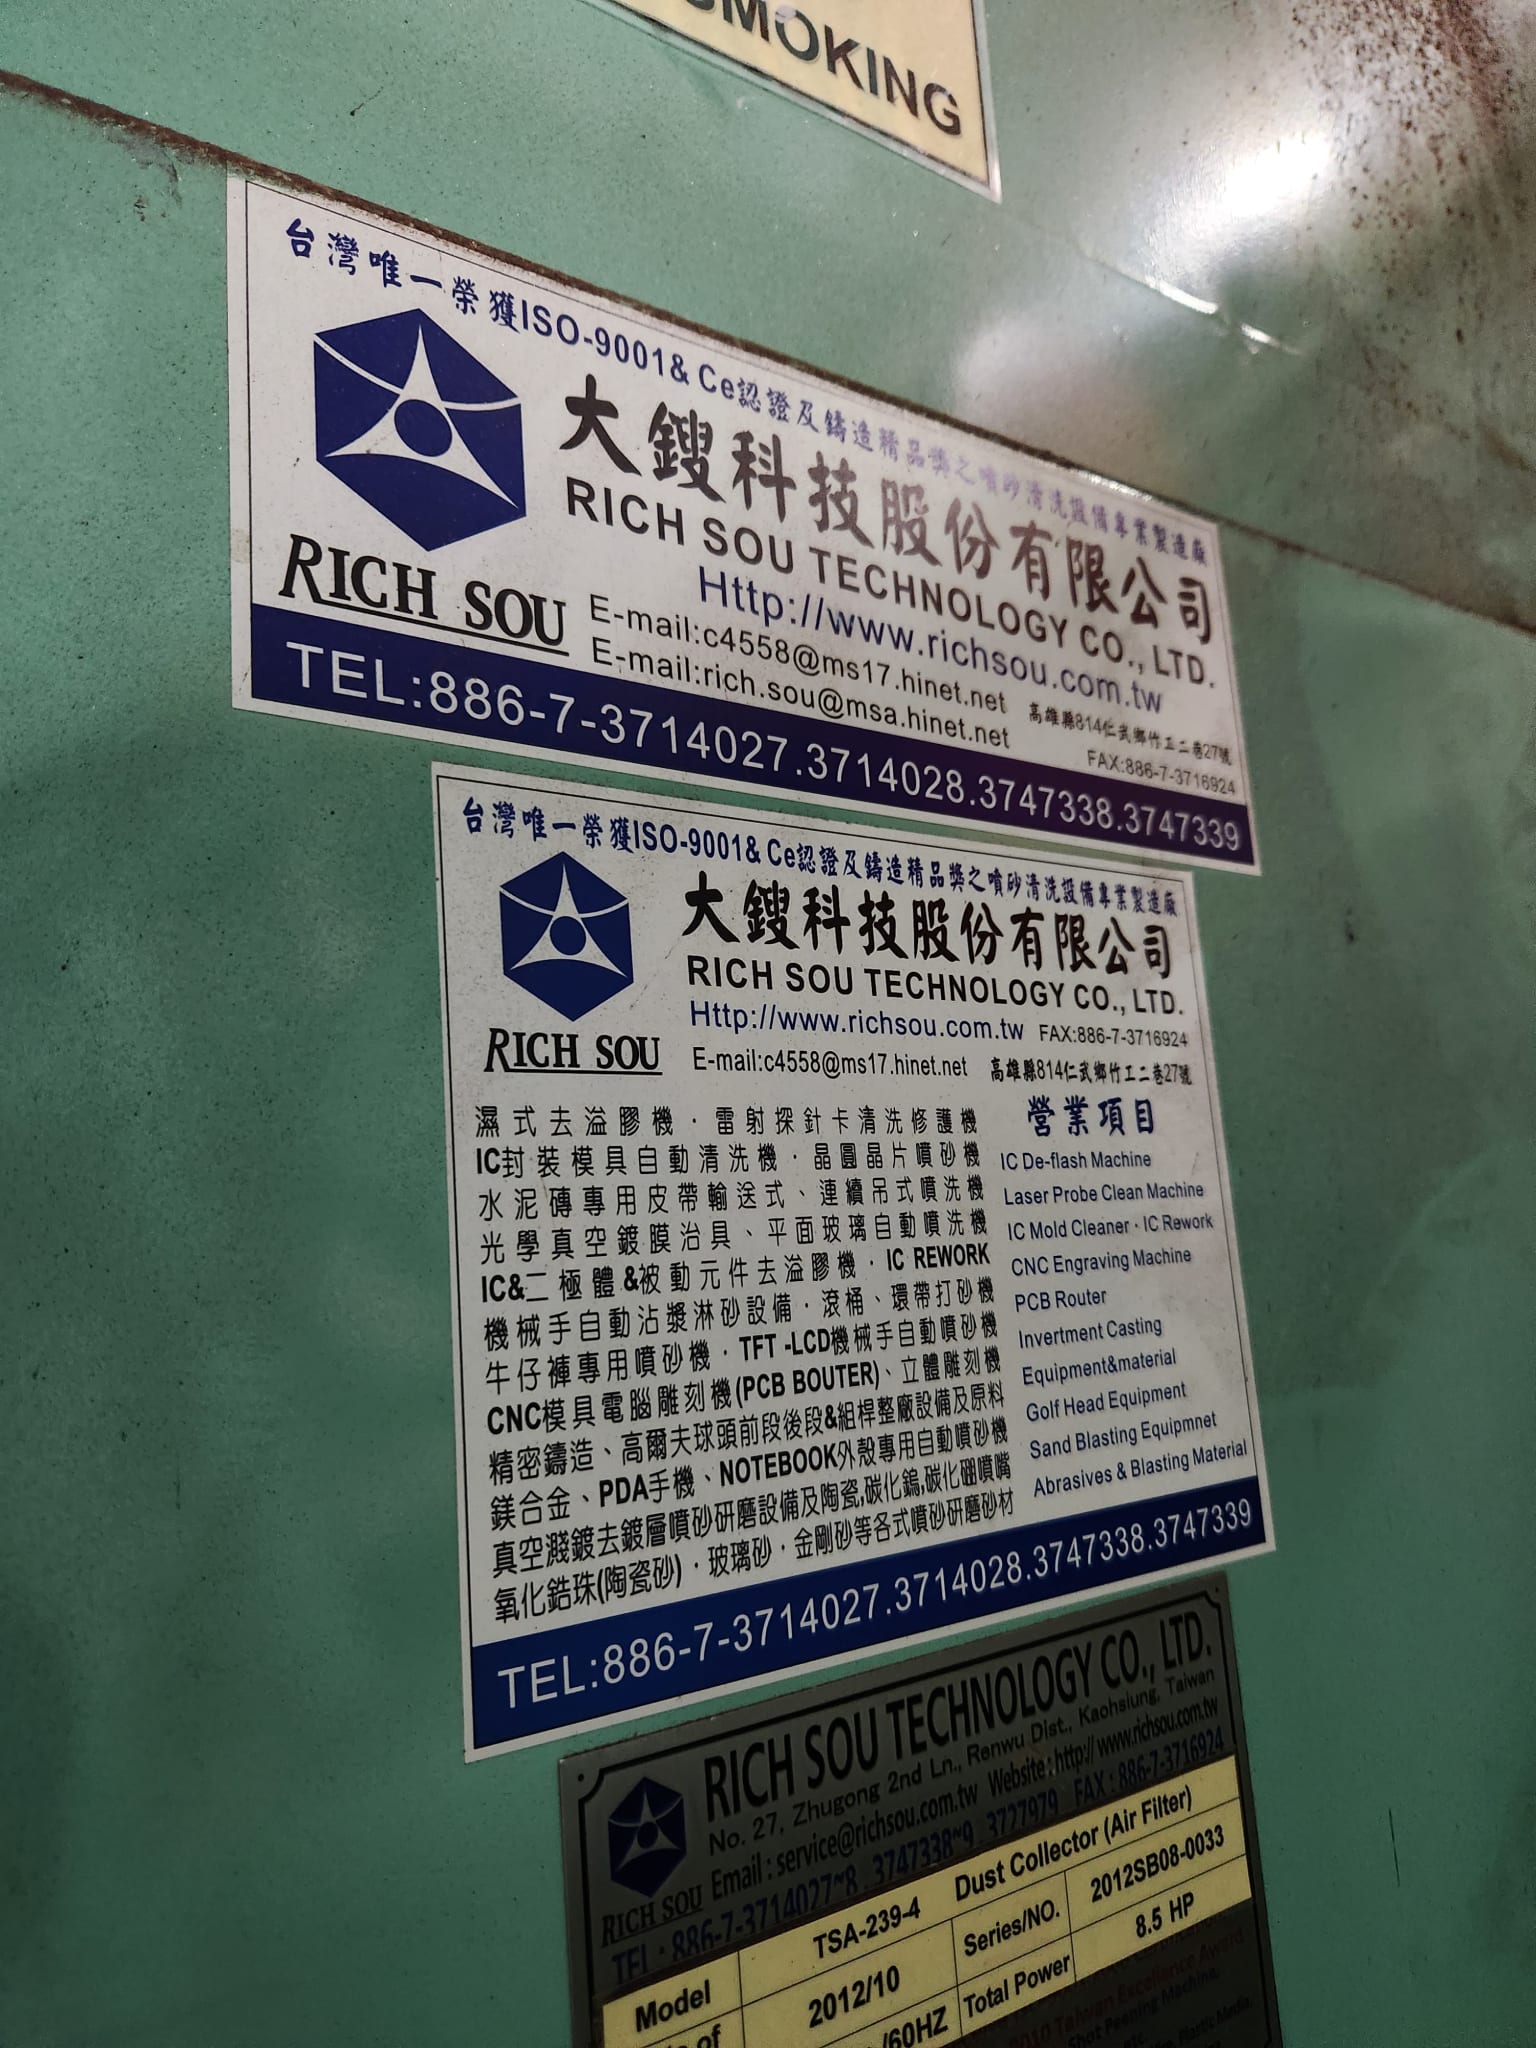 SMOKING
台灣唯一榮獲ISO-9001& Ce認證及鑄造精品獎之噴砂清洗設備專業製造廠
大鎪科技股份有限公司
RICH SOU TECHNOLOGY CO., LTD.
Http://www.richsou.com.tw
RICH SOU
E-mail:c4558@ms17.hinet.net
E-mail:rich.sou@msa.hinet.net
高雄縣814仁武鄉竹工二巷27號
FAX:886-7-3716924
TEL:886-7-3714027.3714028.3747338.3747339
台灣唯一榮獲ISO-9001& Ce認證及鑄造精品獎之噴砂清洗設備專業製造廠
大鎪科技股份有限公司
RICH SOU TECHNOLOGY CO., LTD.
Http://www.richsou.com.tw FAX:886-7-3716924
RICH SOU
E-mail:c4558@ms17.hinet.net 高雄縣814仁武鄉竹工二巷27號
濕式去溢膠機．雷射探針卡清洗修護機
IC封裝模具自動清洗機．晶圓晶片噴砂機
水泥磚專用皮帶輸送式、連續吊式噴洗機
光學真空鍍膜治具、平面玻璃自動噴洗機
IC&二極體&被動元件去溢膠機．IC REWORK
機械手自動沾漿淋砂設備．滾桶、環帶打砂機
牛仔褲專用噴砂機．TFT -LCD機械手自動噴砂機
CNC模具電腦雕刻機(PCB BOUTER)、立體雕刻機
精密鑄造、高爾夫球頭前段後段&組桿整廠設備及原料
鎂合金、PDA手機、NOTEBOOK外殼專用自動噴砂機
真空濺鍍去鍍層噴砂研磨設備及陶瓷,碳化鎢,碳化硼噴嘴
氧化鋯珠(陶瓷砂)．玻璃砂．金剛砂等各式噴砂研磨砂材
營業項目
IC De-flash Machine
Laser Probe Clean Machine
IC Mold Cleaner · IC Rework
CNC Engraving Machine
PCB Router
Invertment Casting
Equipment&material
Golf Head Equipment
Sand Blasting Equipmnet
Abrasives & Blasting Material
TEL:886-7-3714027.3714028.3747338.3747339
RICH SOU TECHNOLOGY CO., LTD.
No. 27, Zhugong 2nd Ln., Renwu Dist., Kaohsiung, Taiwan
Email : service@richsou.com.tw Website : http:// www.richsou.com.tw
RICH SOU
TEL : 886-7-3714027~8 . 3747338~9 . 3727979 FAX : 886-7-3716924
Model TSA-239-4 Dust Collector (Air Filter)
of 2012/10 Series/NO. 2012SB08-0033
/60HZ Total Power 8.5 HP
2010 Taiwan Excellence Award
Shot Peening Machine,
Plastic Media.